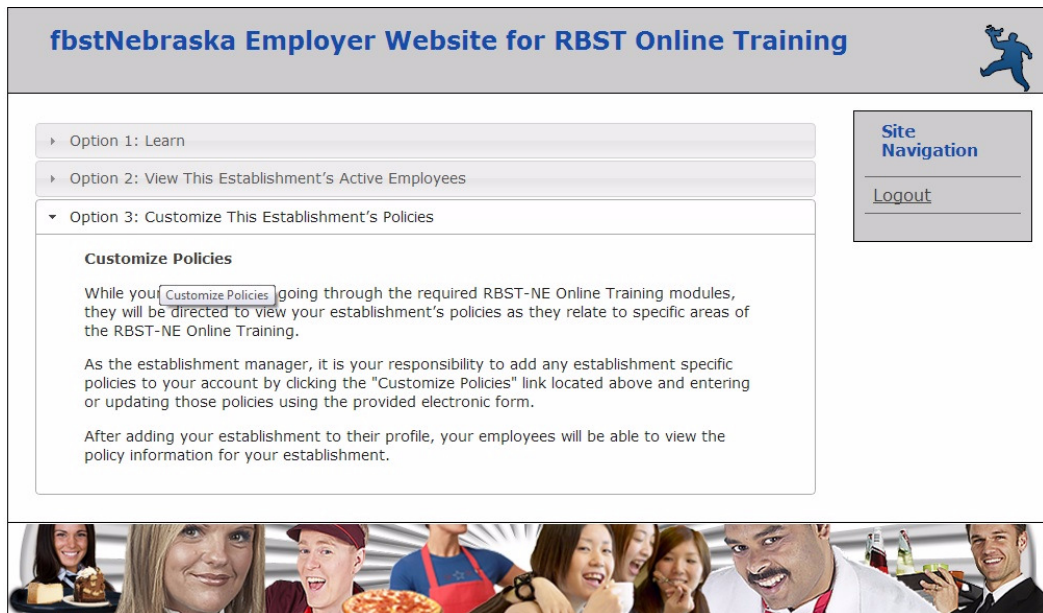 fbstNebraska Employer Website for RBST Online Training
Option 1: Learn
Option 2: View This Establishment's Active Employees
Option 3: Customize This Establishment's Policies
Customize Policies
While your Customize Policies going through the required RBST-NE Online Training modules,
they will be directed to view your establishment's policies as they relate to specific areas of
the RBST-NE Online Training.
As the establishment manager, it is your responsibility to add any establishment specific
policies to your account by clicking the "Customize Policies" link located above and entering
or updating those policies using the provided electronic form.
After adding your establishment to their profile, your employees will be able to view the
policy information for your establishment.
Site
Navigation
Logout